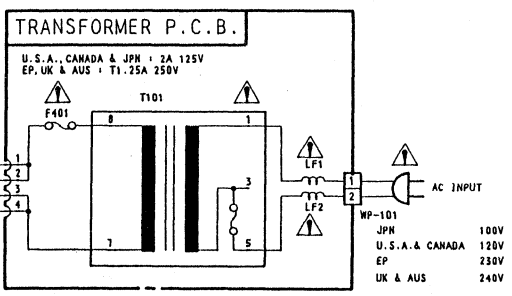 TRANSFORMER P.C.B.
U.S.A., CANADA & JPN : 2A 125V
EP, UK & AUS : T1.25A 250V
F401
T101
8
1
LF1
1
2
3
4
3
1
2
AC INPUT
LF2
7
5
WP-101
JPN 100V
U.S.A. & CANADA 120V
EP 230V
UK & AUS 240V